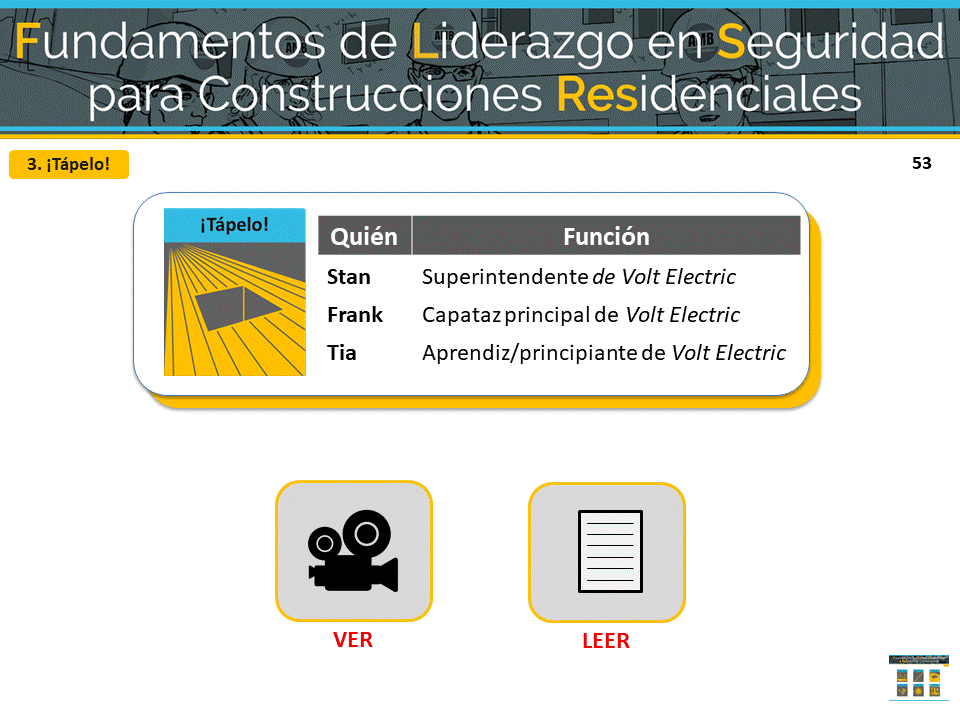 Fundamentos de Liderazgo en Seguridad
para Construcciones Residenciales
3. ¡Tápelo!
53
¡Tápelo!
Quién Función
Stan Superintendente de Volt Electric
Frank Capataz principal de Volt Electric
Tia Aprendiz/principiante de Volt Electric
VER
LEER